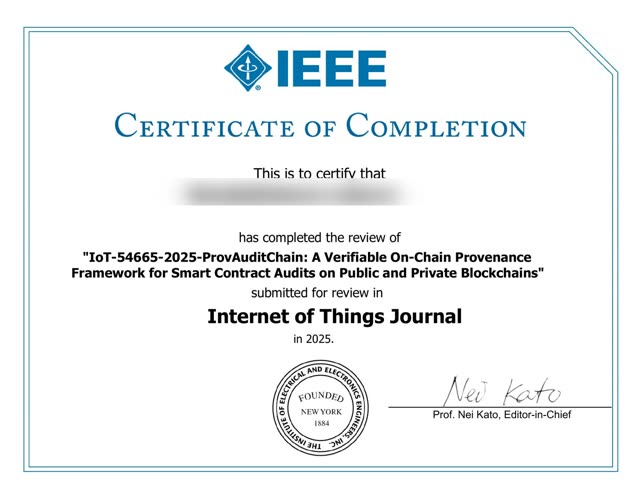 IEEE
®
CERTIFICATE OF COMPLETION
This is to certify that
has completed the review of
"IoT-54665-2025-ProvAuditChain: A Verifiable On-Chain Provenance
Framework for Smart Contract Audits on Public and Private Blockchains"
submitted for review in
Internet of Things Journal
in 2025.
THE INSTITUTE OF ELECTRICAL AND ELECTRONICS ENGINEERS, INC.
FOUNDED
NEW YORK
1884
Nei Kato
Prof. Nei Kato, Editor-in-Chief